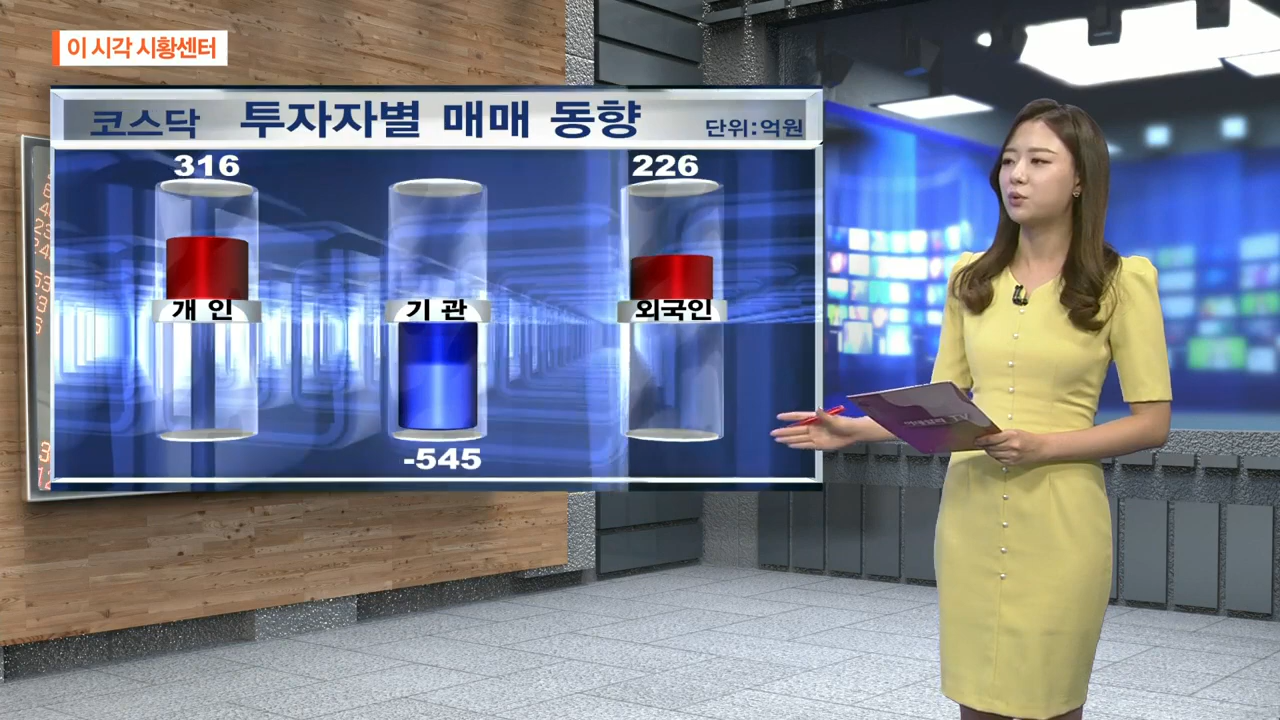 이 시각 시황센터
코스닥 투자자별 매매 동향 단위:억원
316 226
개인 기관 외국인
-545